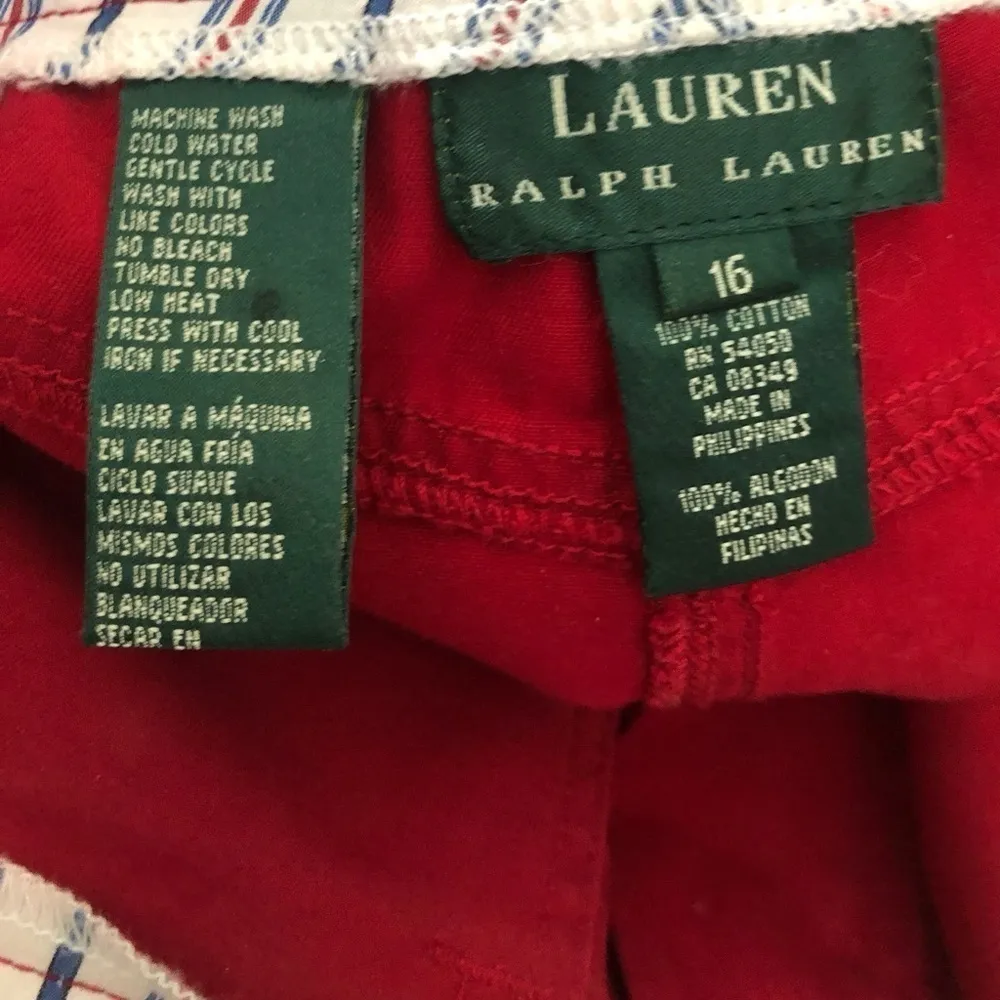 MACHINE WASH
COLD WATER
GENTLE CYCLE
WASH WITH
LIKE COLORS
NO BLEACH
TUMBLE DRY
LOW HEAT
PRESS WITH COOL
IRON IF NECESSARY
LAVAR A MÁQUINA
EN AGUA FRÍA
CICLO SUAVE
LAVAR CON LOS
MISMOS COLORES
NO UTILIZAR
BLANQUEADOR
SECAR EN
LAUREN
RALPH LAUREN
16
100% COTTON
RN 54050
CA 08349
MADE IN
PHILIPPINES
100% ALGODON
HECHO EN
FILIPINAS